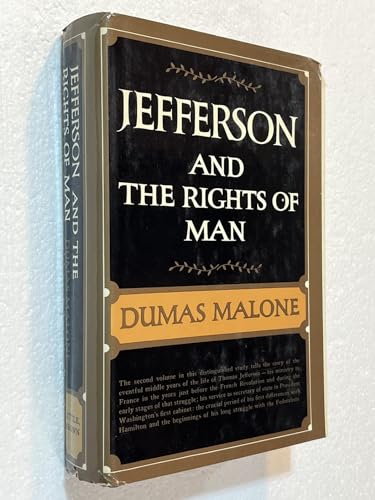 JEFFERSON
AND
THE RIGHTS OF
MAN
DUMAS MALONE
The second volume in this distinguished study tells the story of the
eventful middle years of the life of Thomas Jefferson — his ministry to
France in the years just before the French Revolution and during the
early stages of that struggle; his service as secretary of state in President
Washington's first cabinet; the crucial period of his first differences with
Hamilton and the beginnings of his long struggle with the Federalists
JEFFERSON AND THE
RIGHTS OF MAN
DUMAS MALONE